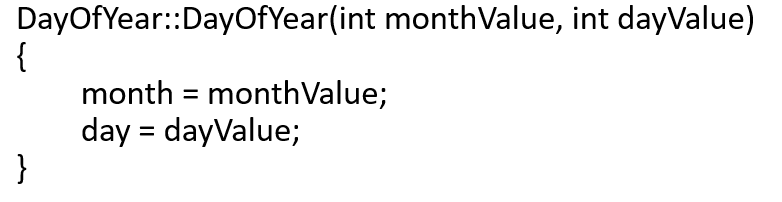 DayOfYear::DayOfYear(int monthValue, int dayValue)
{
month = monthValue;
day = dayValue;
}